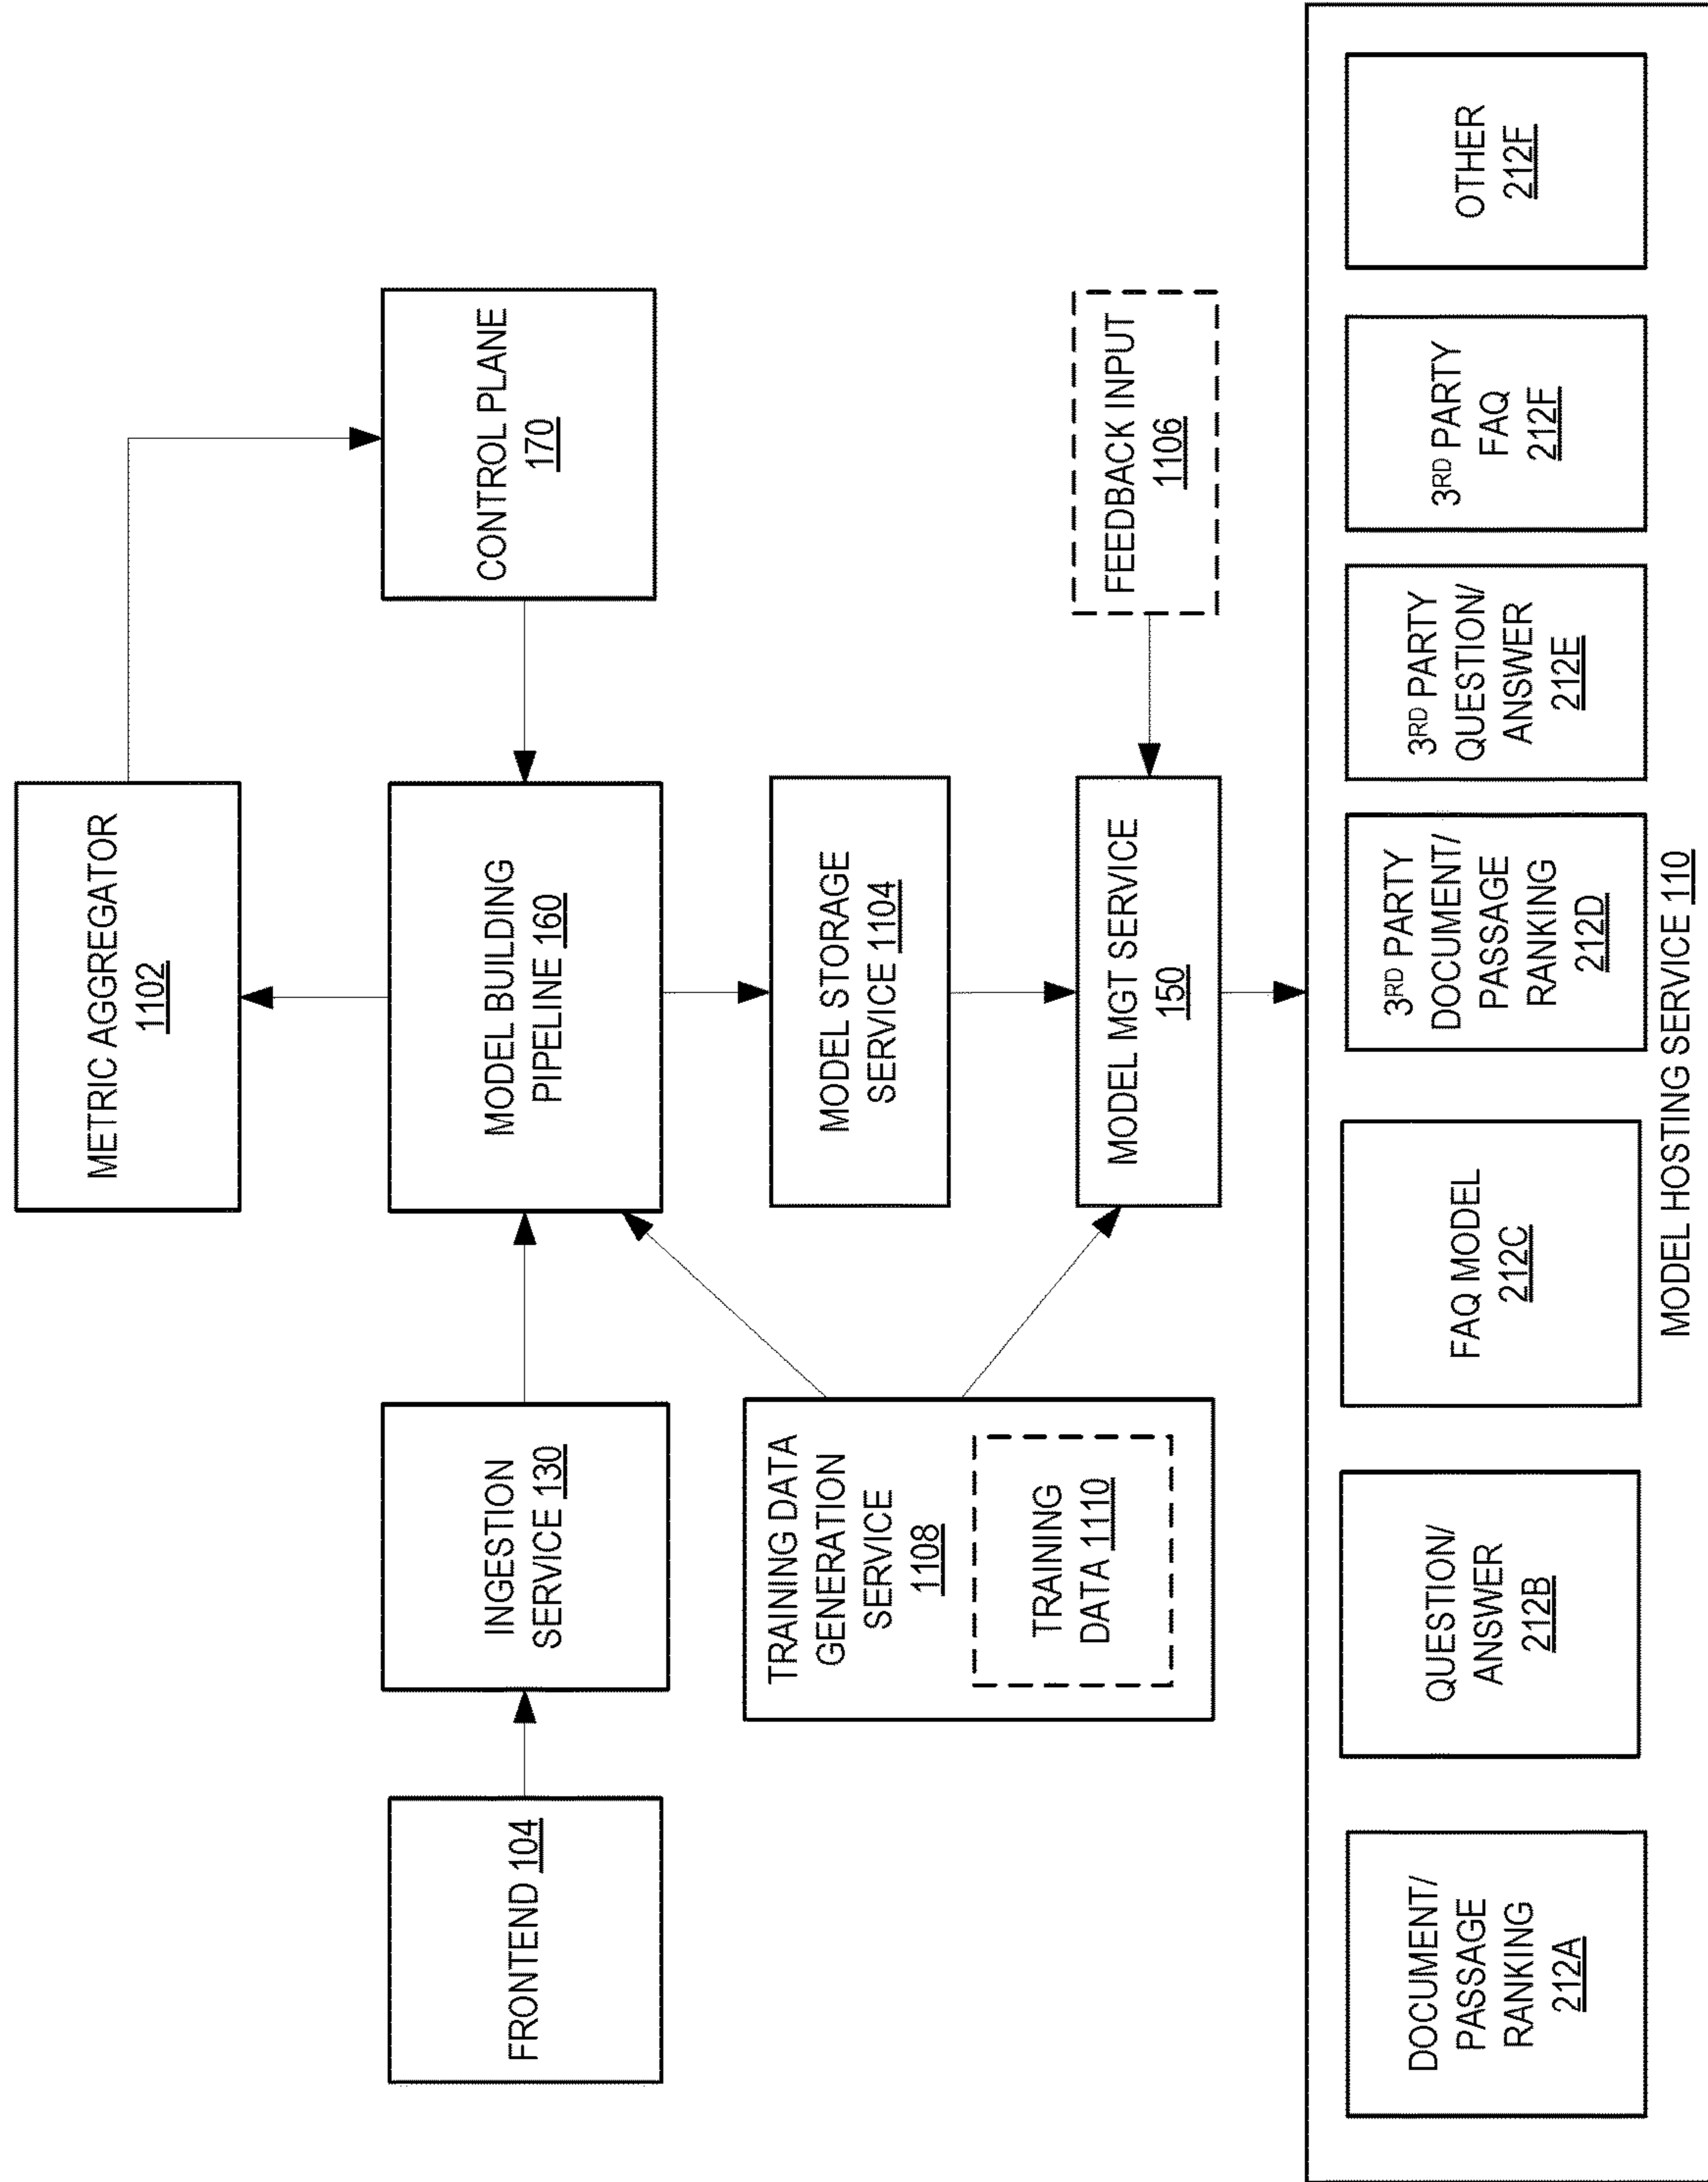 METRIC AGGREGATOR
1102
FRONTEND 104
INGESTION
SERVICE 130
MODEL BUILDING
PIPELINE 160
CONTROL PLANE
170
TRAINING DATA
GENERATION
SERVICE
1108
TRAINING
DATA 1110
MODEL STORAGE
SERVICE 1104
MODEL MGT SERVICE
150
FEEDBACK INPUT
1106
DOCUMENT/
PASSAGE
RANKING
212A
QUESTION/
ANSWER
212B
FAQ MODEL
212C
3RD PARTY
DOCUMENT/
PASSAGE
RANKING
212D
3RD PARTY
QUESTION/
ANSWER
212E
3RD PARTY
FAQ
212F
OTHER
212F
MODEL HOSTING SERVICE 110